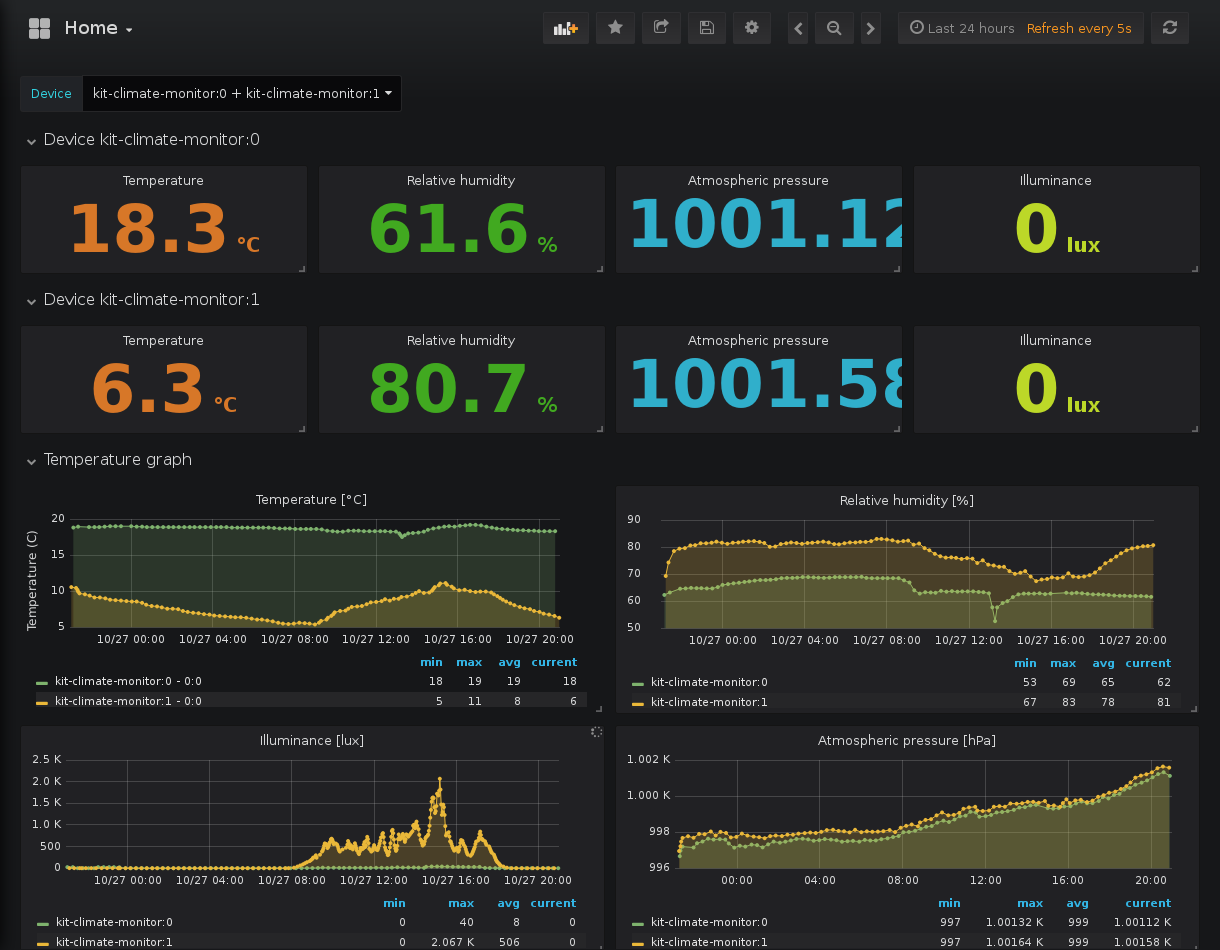 Home
Last 24 hours Refresh every 5s
Device kit-climate-monitor:0 + kit-climate-monitor:1
Device kit-climate-monitor:0
Temperature Relative humidity Atmospheric pressure Illuminance
18.3 °C 61.6 % 1001.12 0 lux
Device kit-climate-monitor:1
Temperature Relative humidity Atmospheric pressure Illuminance
6.3 °C 80.7 % 1001.58 0 lux
Temperature graph
Temperature [°C]
Temperature (C)
20
15
10
5
10/27 00:00 10/27 04:00 10/27 08:00 10/27 12:00 10/27 16:00 10/27 20:00
min max avg current
kit-climate-monitor:0 - 0:0 18 19 19 18
kit-climate-monitor:1 - 0:0 5 11 8 6
Relative humidity [%]
90
80
70
60
50
10/27 00:00 10/27 04:00 10/27 08:00 10/27 12:00 10/27 16:00 10/27 20:00
min max avg current
kit-climate-monitor:0 53 69 65 62
kit-climate-monitor:1 67 83 78 81
Illuminance [lux]
2.5 K
2.0 K
1.5 K
1.0 K
500
0
10/27 00:00 10/27 04:00 10/27 08:00 10/27 12:00 10/27 16:00 10/27 20:00
min max avg current
kit-climate-monitor:0 0 40 8 0
kit-climate-monitor:1 0 2.067 K 506 0
Atmospheric pressure [hPa]
1.002 K
1.000 K
998
996
00:00 04:00 08:00 12:00 16:00 20:00
min max avg current
kit-climate-monitor:0 997 1.00132 K 999 1.00112 K
kit-climate-monitor:1 997 1.00164 K 999 1.00158 K